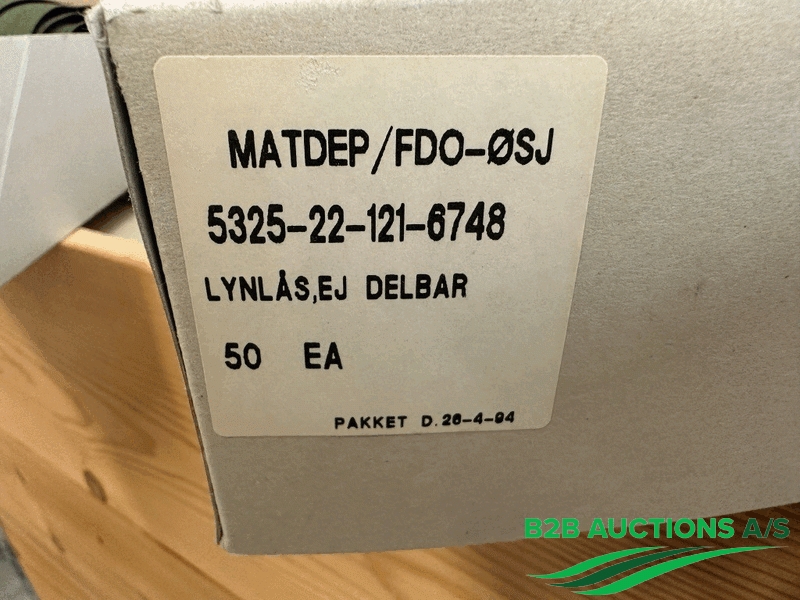 MATDEP/FDO-ØSJ
5325-22-121-6748
LYNLÅS,EJ DELBAR
50 EA
PAKKET D.26-4-94
B2B AUCTIONS A/S